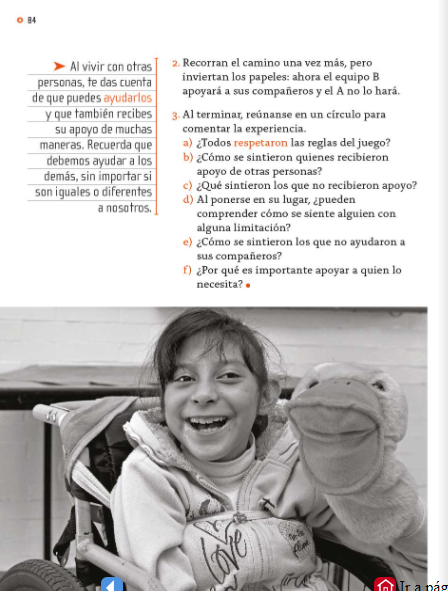 84
➤ Al vivir con otras
personas, te das cuenta
de que puedes ayudarlos
y que también recibes
su apoyo de muchas
maneras. Recuerda que
debemos ayudar a los
demás, sin importar si
son iguales o diferentes
a nosotros.
2. Recorran el camino una vez más, pero
inviertan los papeles: ahora el equipo B
apoyará a sus compañeros y el A no lo hará.
3. Al terminar, reúnanse en un círculo para
comentar la experiencia.
a) ¿Todos respetaron las reglas del juego?
b) ¿Cómo se sintieron quienes recibieron
apoyo de otras personas?
c) ¿Qué sintieron los que no recibieron apoyo?
d) Al ponerse en su lugar, ¿pueden
comprender cómo se siente alguien con
alguna limitación?
e) ¿Cómo se sintieron los que no ayudaron a
sus compañeros?
f) ¿Por qué es importante apoyar a quien lo
necesita?
Love
Ir a pág